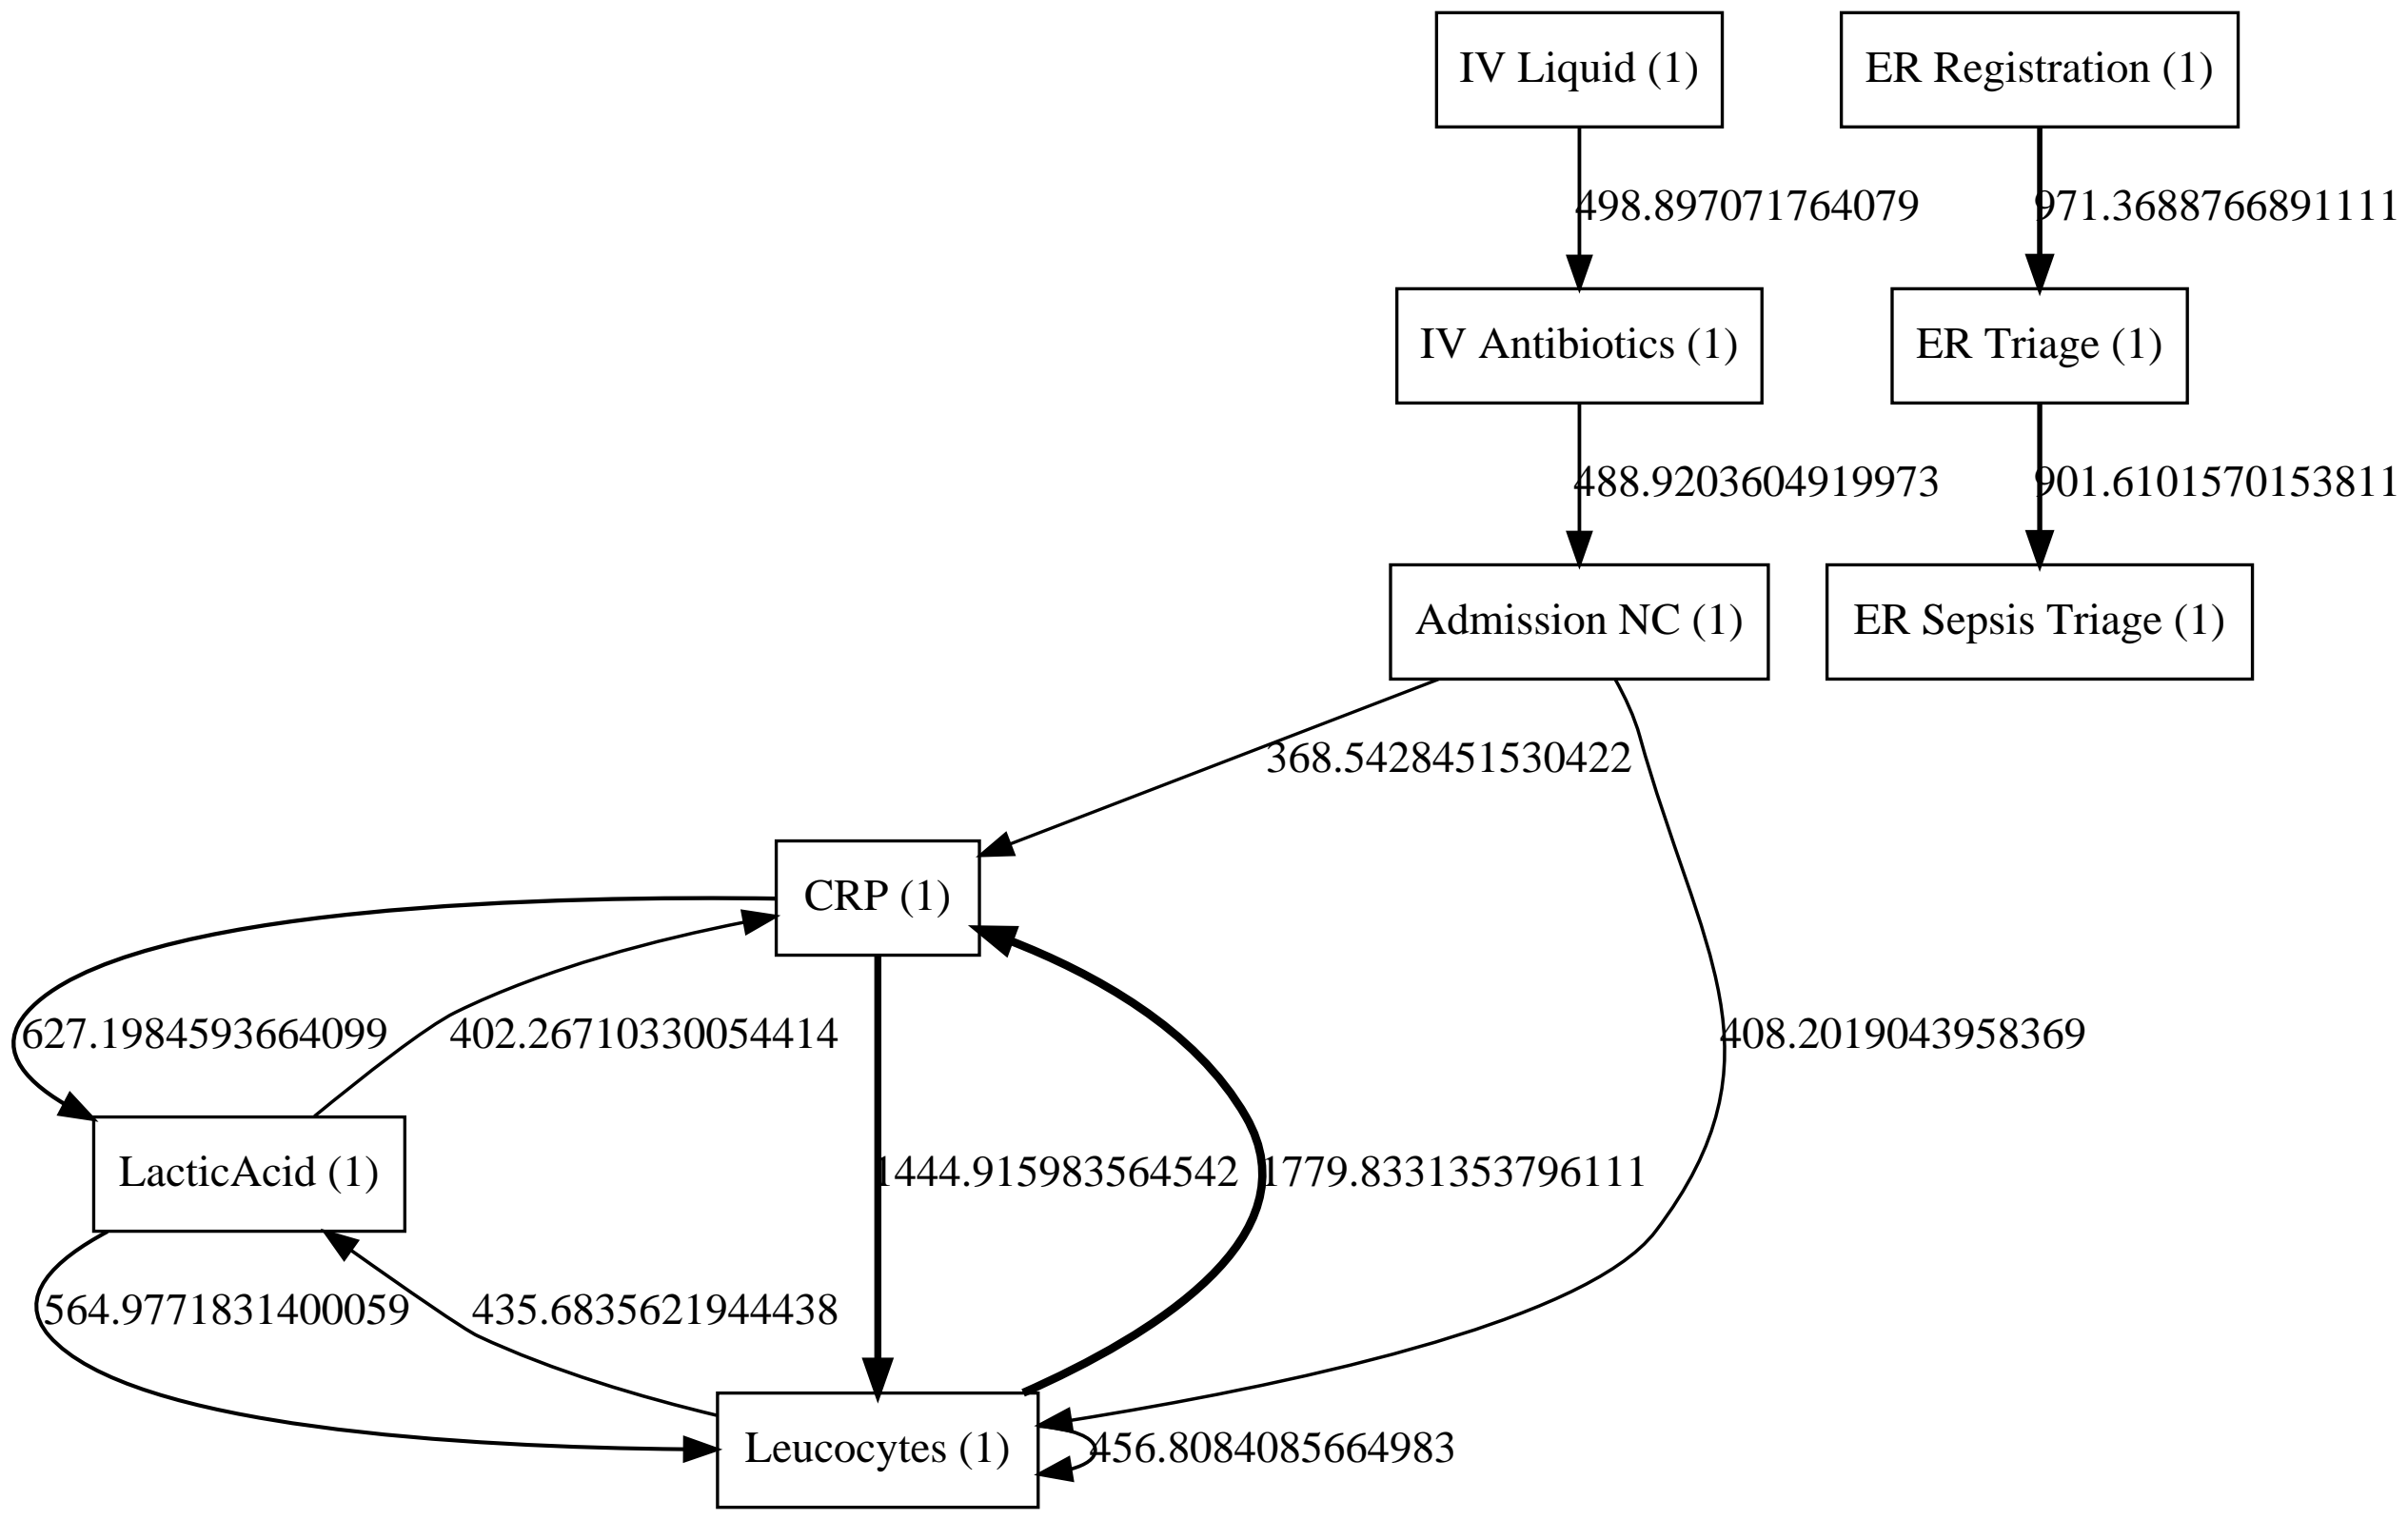 IV Liquid (1)
ER Registration (1)
498.897071764079
971.3688766891111
IV Antibiotics (1)
ER Triage (1)
488.9203604919973
901.6101570153811
Admission NC (1)
ER Sepsis Triage (1)
368.5428451530422
CRP (1)
627.1984593664099
402.26710330054414
408.2019043958369
LacticAcid (1)
1444.915983564542
1779.8331353796111
564.9771831400059
435.6835621944438
Leucocytes (1)
456.8084085664983